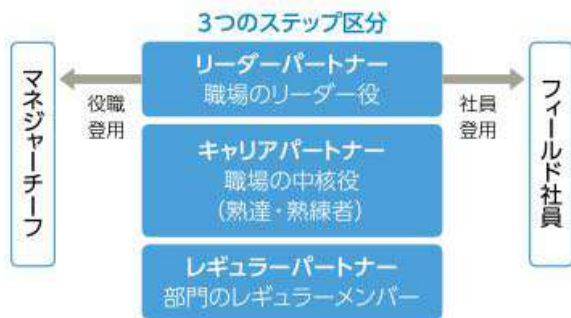 3つのステップ区分
マネジャーチーフ
役職
登用
リーダーパートナー
職場のリーダー役
キャリアパートナー
職場の中核役
(熟達・熟練者)
レギュラーパートナー
部門のレギュラーメンバー
社員
登用
フィールド社員